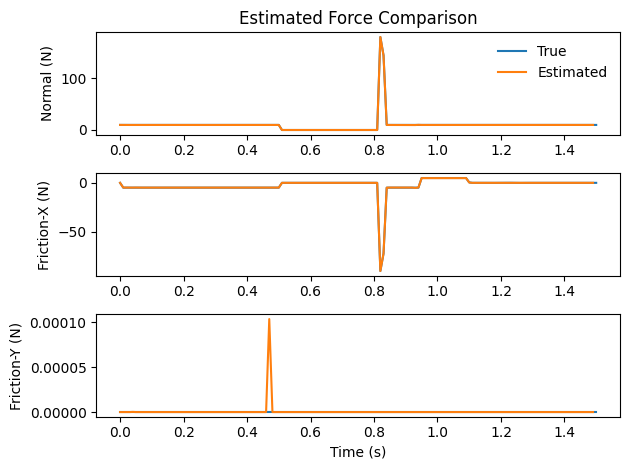 Estimated Force Comparison
Normal (N)
100
0
True
Estimated
0.0 0.2 0.4 0.6 0.8 1.0 1.2 1.4
Friction-X (N)
0
−50
0.0 0.2 0.4 0.6 0.8 1.0 1.2 1.4
Friction-Y (N)
0.00010
0.00005
0.00000
0.0 0.2 0.4 0.6 0.8 1.0 1.2 1.4
Time (s)